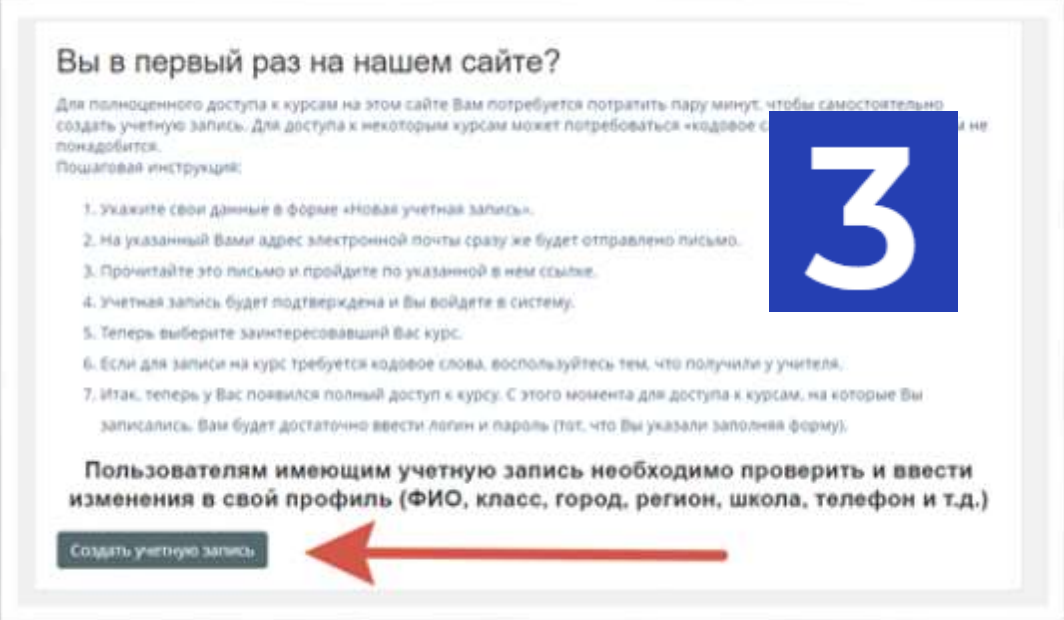 Вы в первый раз на нашем сайте?
Для полноценного доступа к курсам на этом сайте Вам потребуется потратить пару минут, чтобы самостоятельно
создать учетную запись. Для доступа к некоторым курсам может потребоваться «кодовое
не
понадобится.
Пошаговая инструкция:
3
1. Укажите свои данные в форме «Новая учетная запись».
2. На указанный Вами адрес электронной почты сразу же будет отправлено письмо.
3. Прочитайте это письмо и пройдите по указанной в нем ссылке.
4. Учетная запись будет подтверждена и Вы войдете в систему.
5. Теперь выберите заинтересовавший Вас курс.
6. Если для записи на курс требуется кодовое слова, воспользуйтесь тем, что получили у учителя.
7. Итак, теперь у Вас появился полный доступ к курсу. С этого момента для доступа к курсам, на которые Вы
записались, Вам будет достаточно ввести логин и пароль (тот, что Вы указали заполняя форму).
Пользователям имеющим учетную запись необходимо проверить и ввести
изменения в свой профиль (ФИО, класс, город, регион, школа, телефон и т.д.)
Создать учетную запись